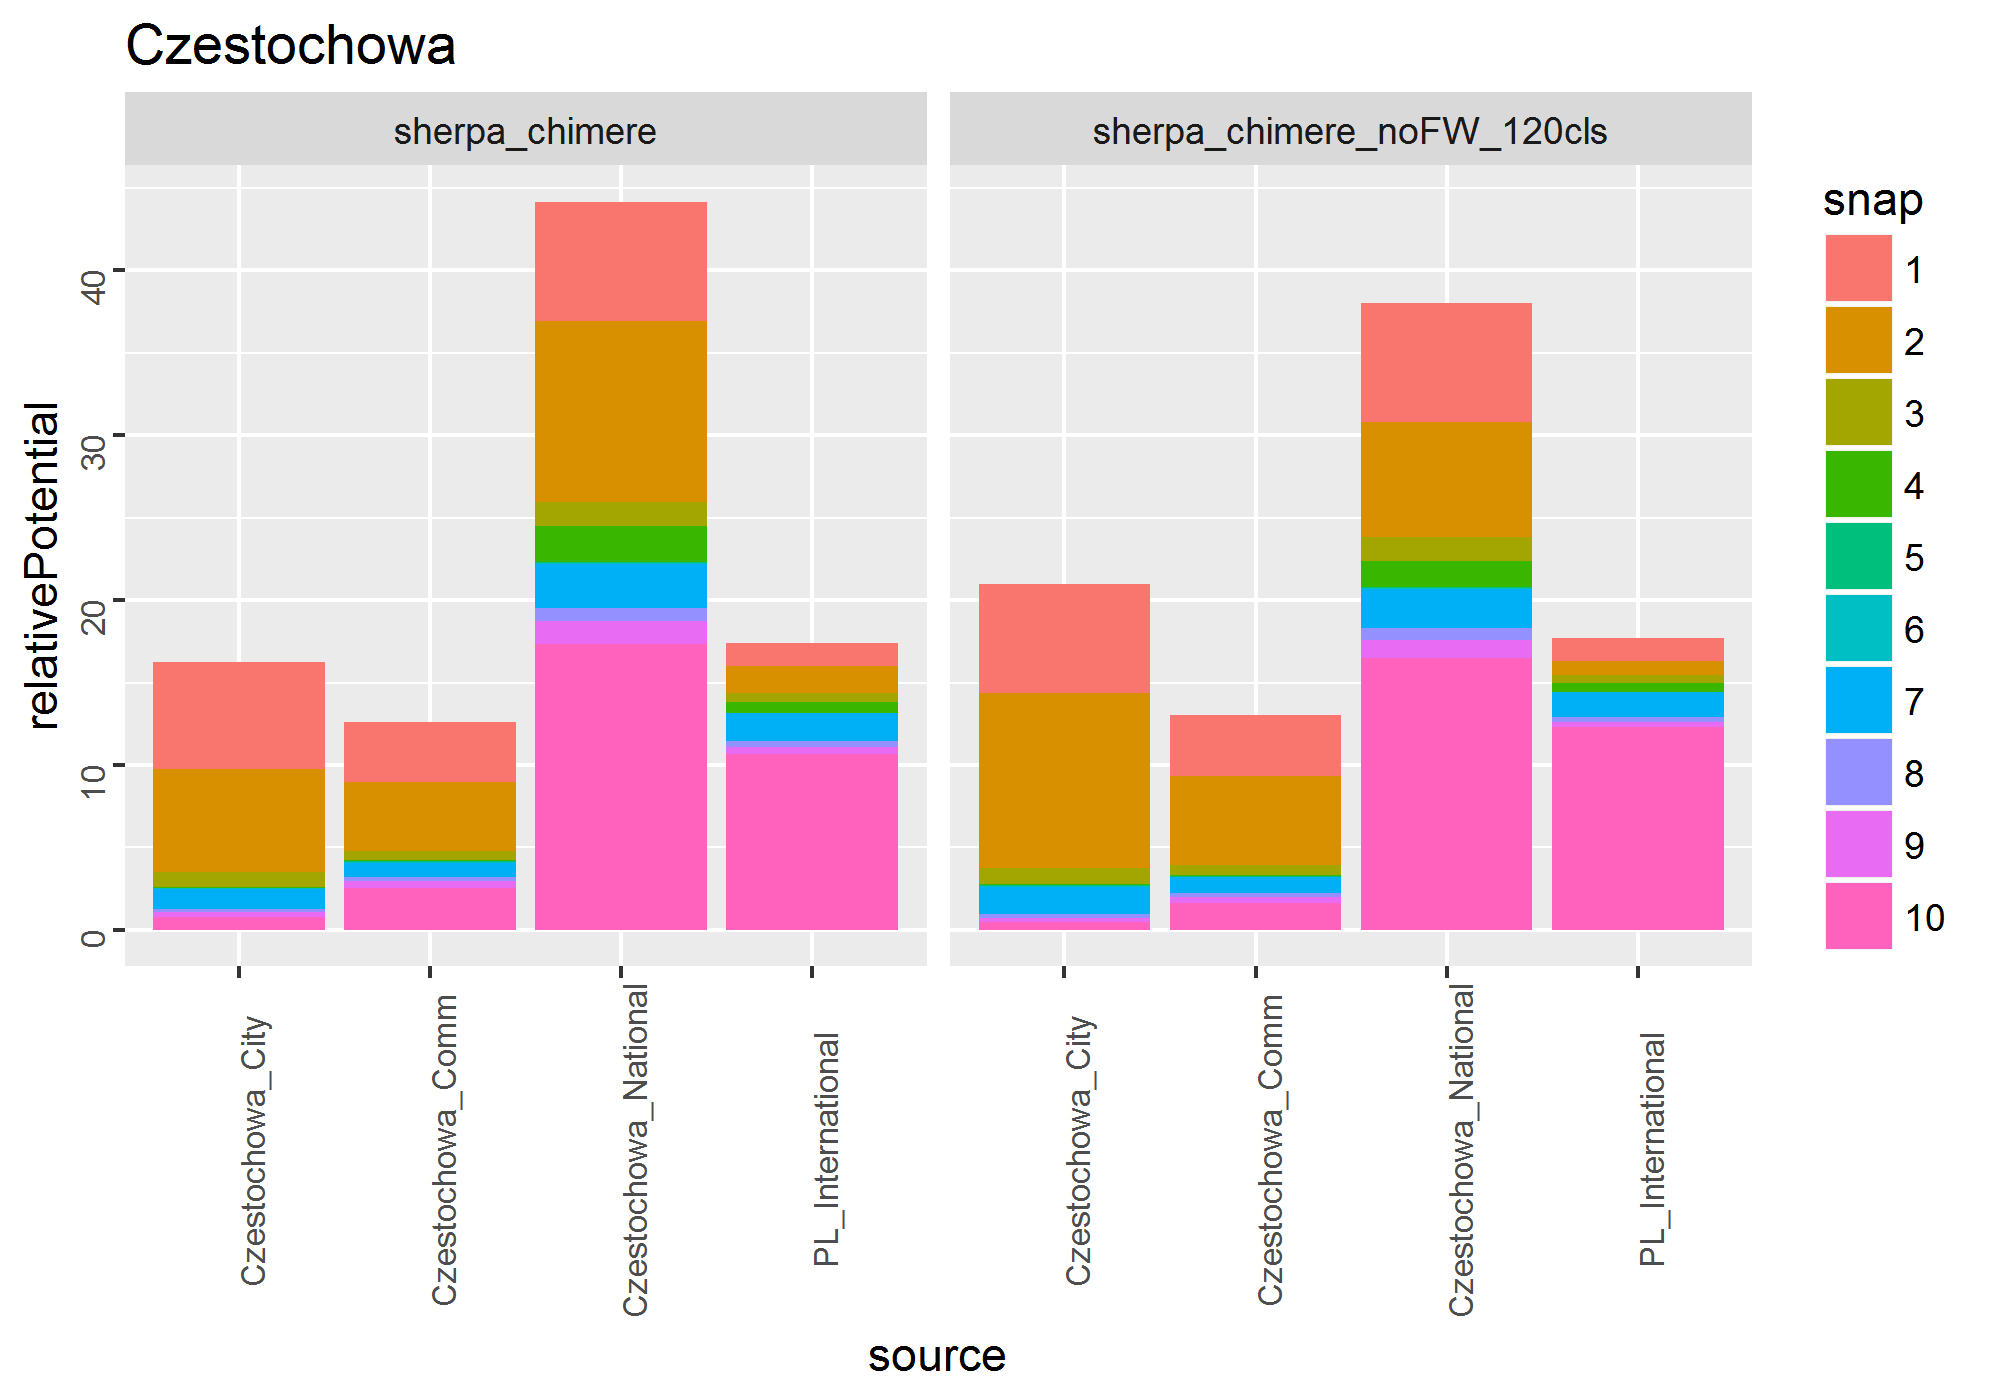 Czestochowa
sherpa_chimere
sherpa_chimere_noFW_120cls
relativePotential
40
30
20
10
0
Czestochowa_City
Czestochowa_Comm
Czestochowa_National
PL_International
Czestochowa_City
Czestochowa_Comm
Czestochowa_National
PL_International
source
snap
1
2
3
4
5
6
7
8
9
10